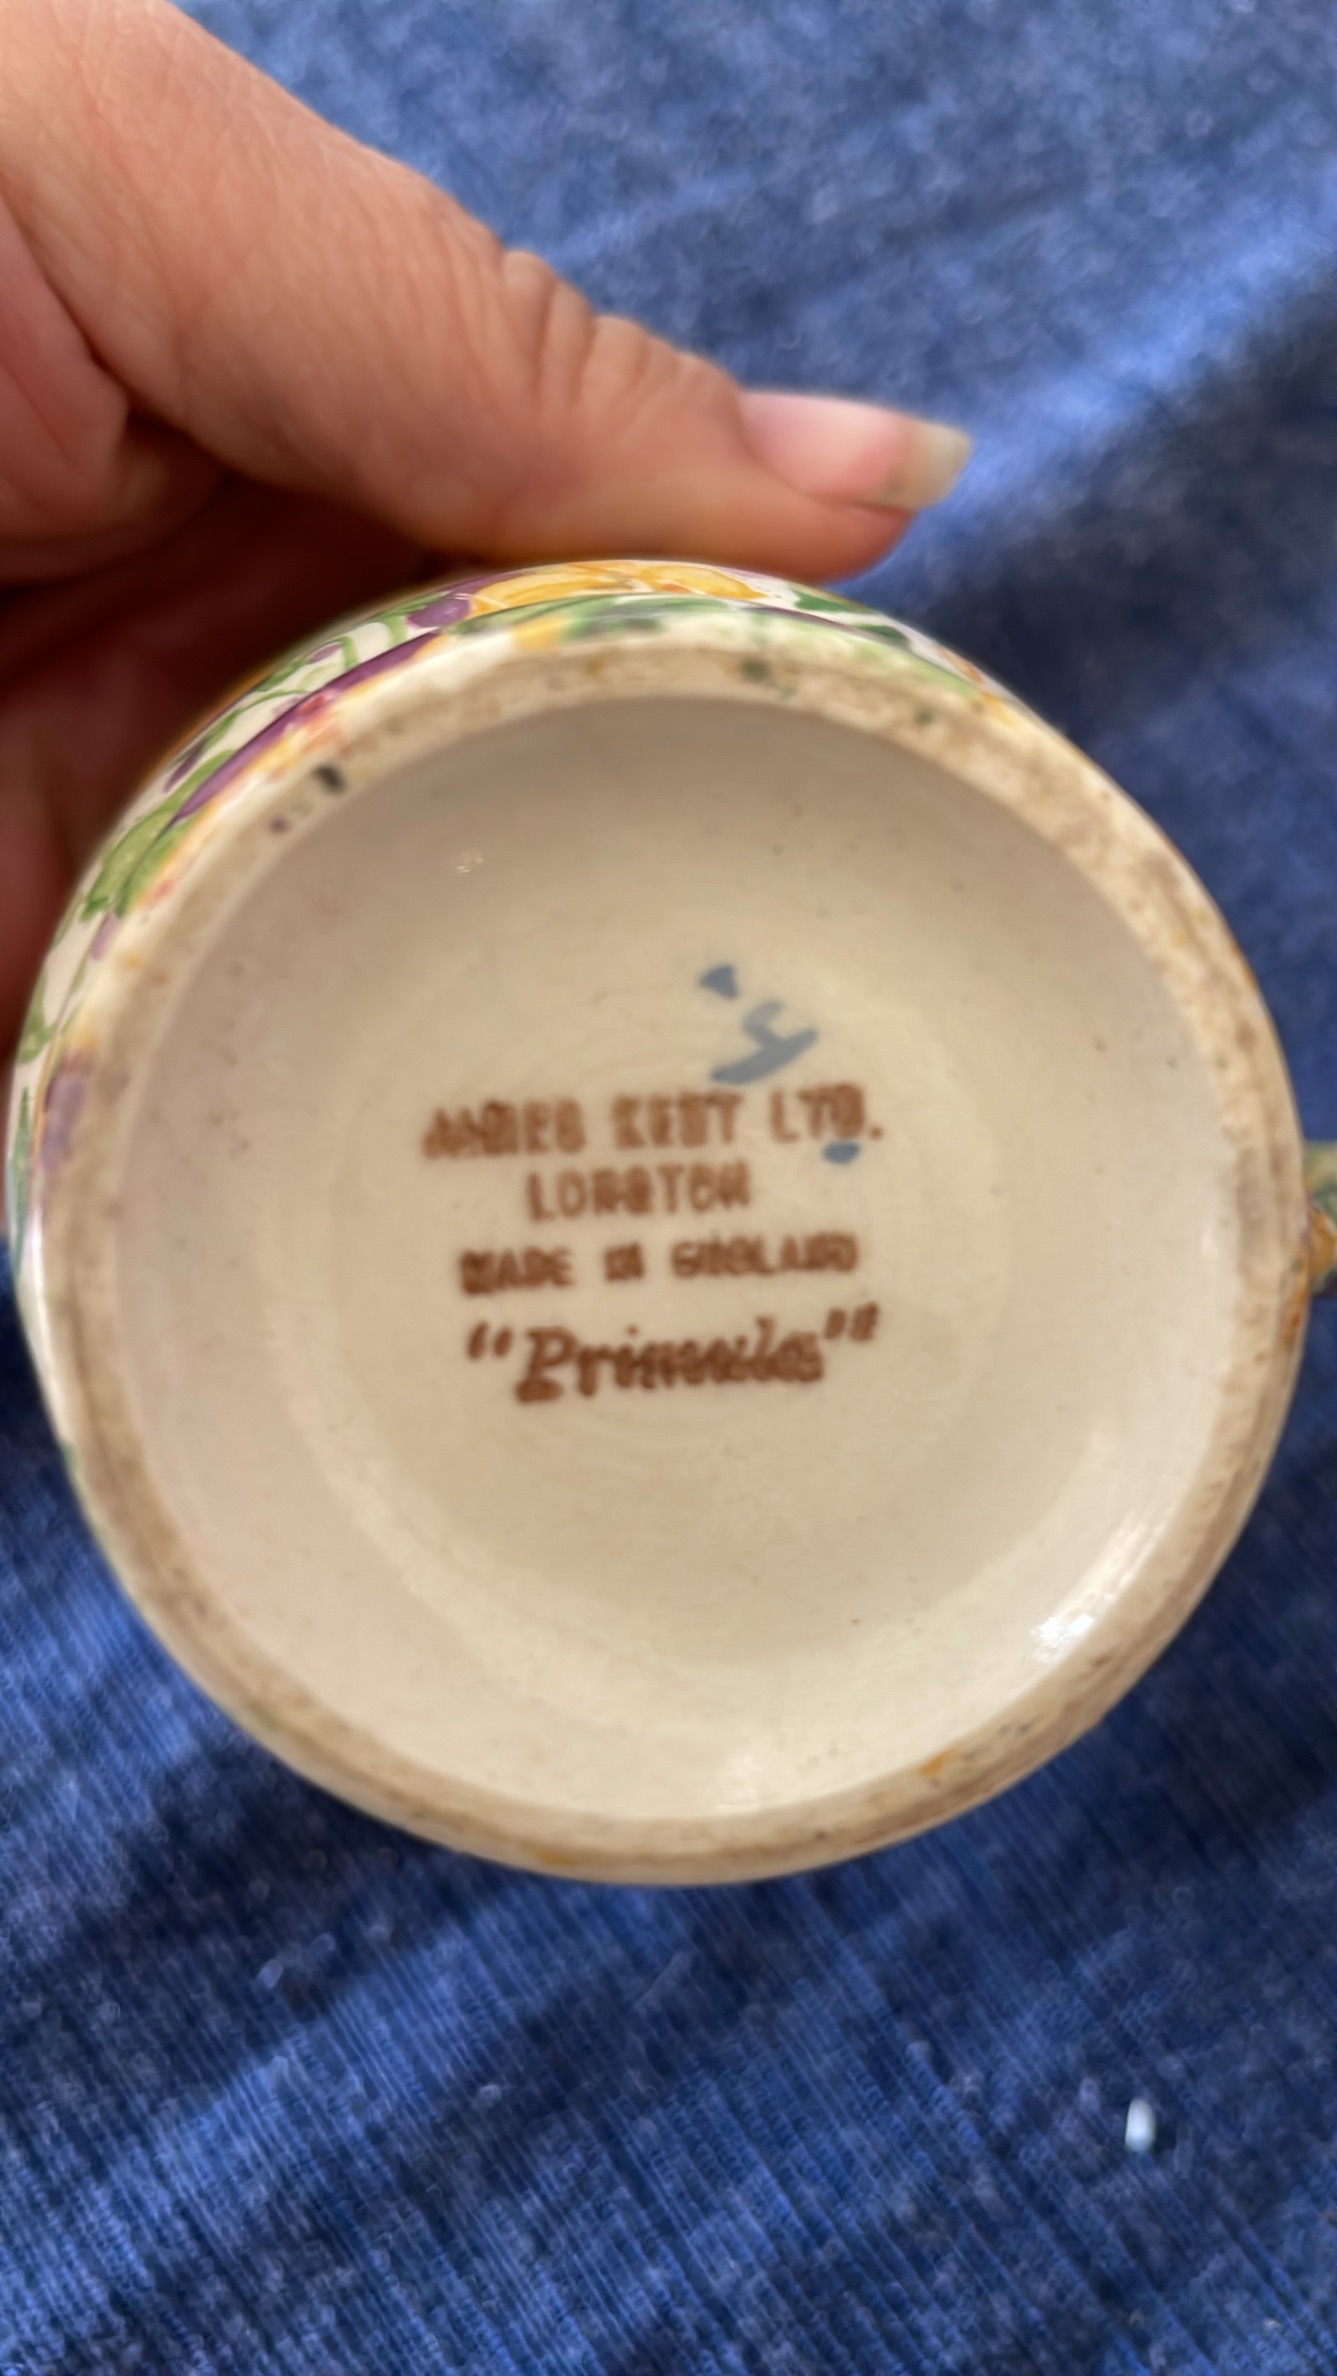 JAMES KENT LTD.
LONGTON
MADE IN ENGLAND
"Primula"